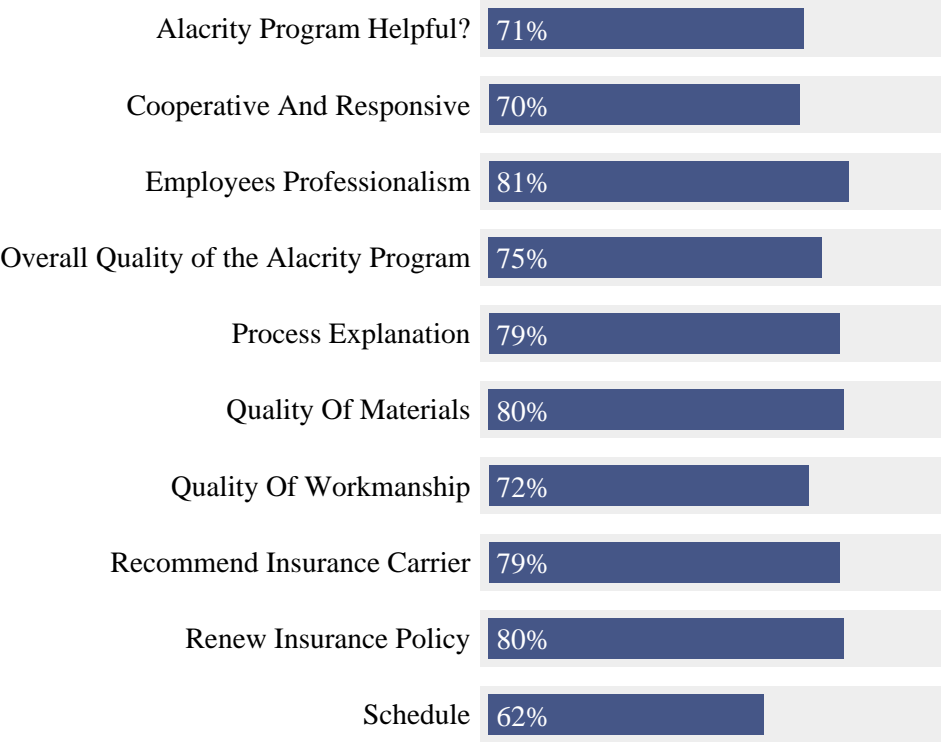 Alacrity Program Helpful? 71%
Cooperative And Responsive 70%
Employees Professionalism 81%
Overall Quality of the Alacrity Program 75%
Process Explanation 79%
Quality Of Materials 80%
Quality Of Workmanship 72%
Recommend Insurance Carrier 79%
Renew Insurance Policy 80%
Schedule 62%